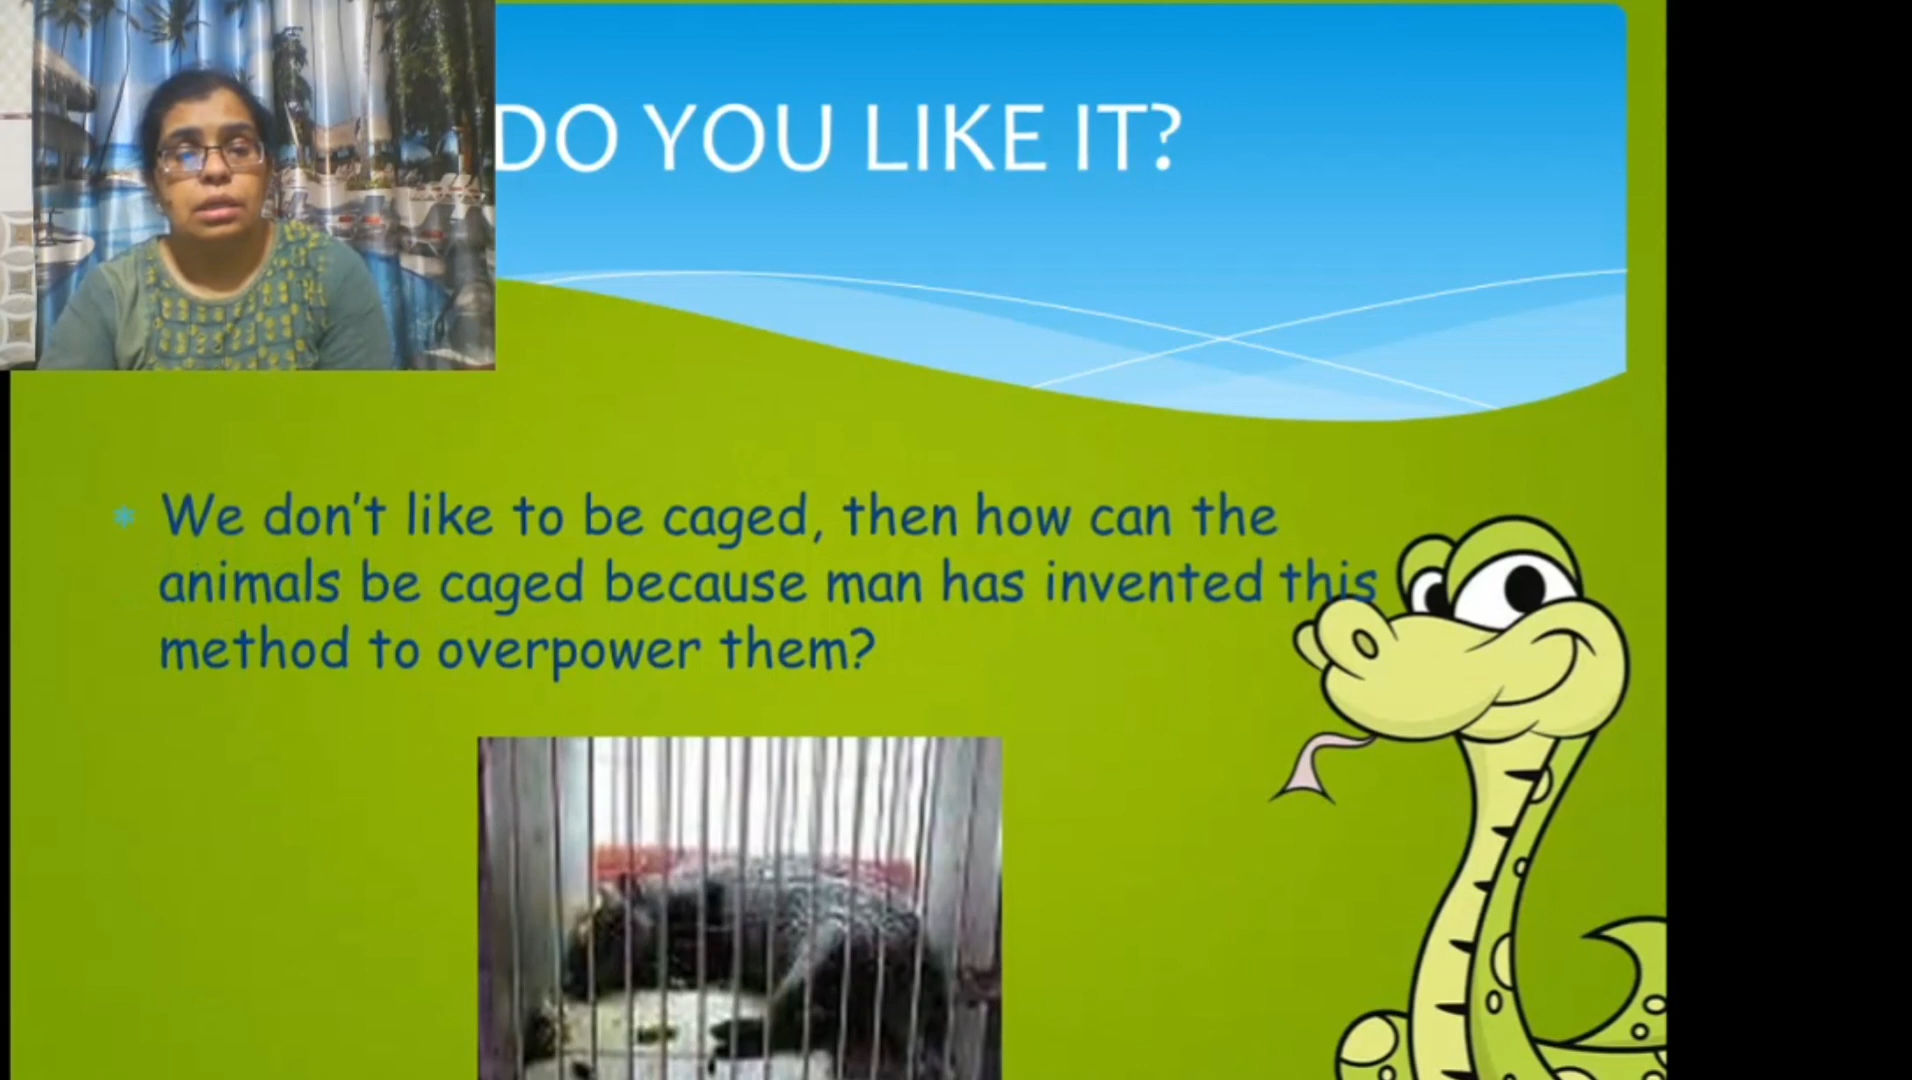 DO YOU LIKE IT?
* We don't like to be caged, then how can the
animals be caged because man has invented this
method to overpower them?